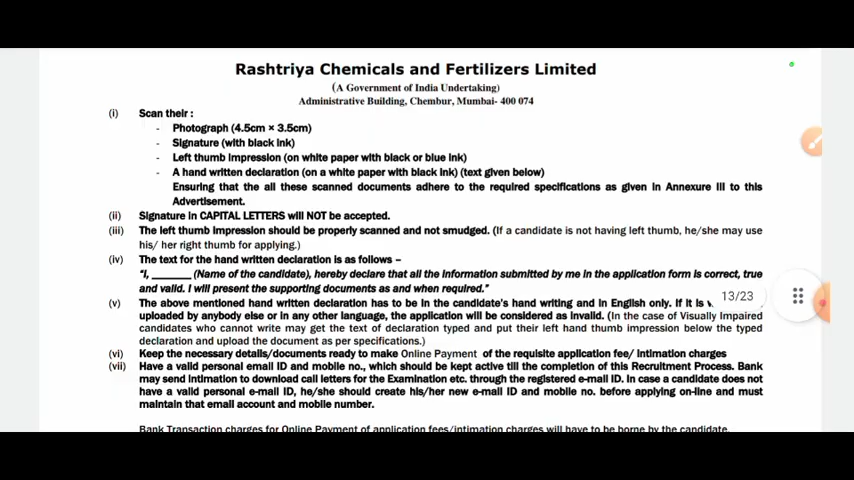 Rashtriya Chemicals and Fertilizers Limited
(A Government of India Undertaking)
Administrative Building, Chembur, Mumbai- 400 074
(i) Scan their :
- Photograph (4.5cm × 3.5cm)
- Signature (with black ink)
- Left thumb impression (on white paper with black or blue ink)
- A hand written declaration (on a white paper with black ink) (text given below)
Ensuring that the all these scanned documents adhere to the required specifications as given in Annexure III to this
Advertisement.
(ii) Signature in CAPITAL LETTERS will NOT be accepted.
(iii) The left thumb impression should be properly scanned and not smudged. (If a candidate is not having left thumb, he/she may use
his/ her right thumb for applying.)
(iv) The text for the hand written declaration is as follows –
“I, _______ (Name of the candidate), hereby declare that all the information submitted by me in the application form is correct, true
and valid. I will present the supporting documents as and when required.”
(v) The above mentioned hand written declaration has to be in the candidate’s hand writing and in English only. If it is
13/23
uploaded by anybody else or in any other language, the application will be considered as invalid. (In the case of Visually Impaired
candidates who cannot write may get the text of declaration typed and put their left hand thumb impression below the typed
declaration and upload the document as per specifications.)
(vi) Keep the necessary details/documents ready to make Online Payment of the requisite application fee/ intimation charges
(vii) Have a valid personal email ID and mobile no., which should be kept active till the completion of this Recruitment Process. Bank
may send intimation to download call letters for the Examination etc. through the registered e-mail ID. In case a candidate does not
have a valid personal e-mail ID, he/she should create his/her new e-mail ID and mobile no. before applying on-line and must
maintain that email account and mobile number.
Bank Transaction charges for Online Payment of application fees/intimation charges will have to be borne by the candidate.